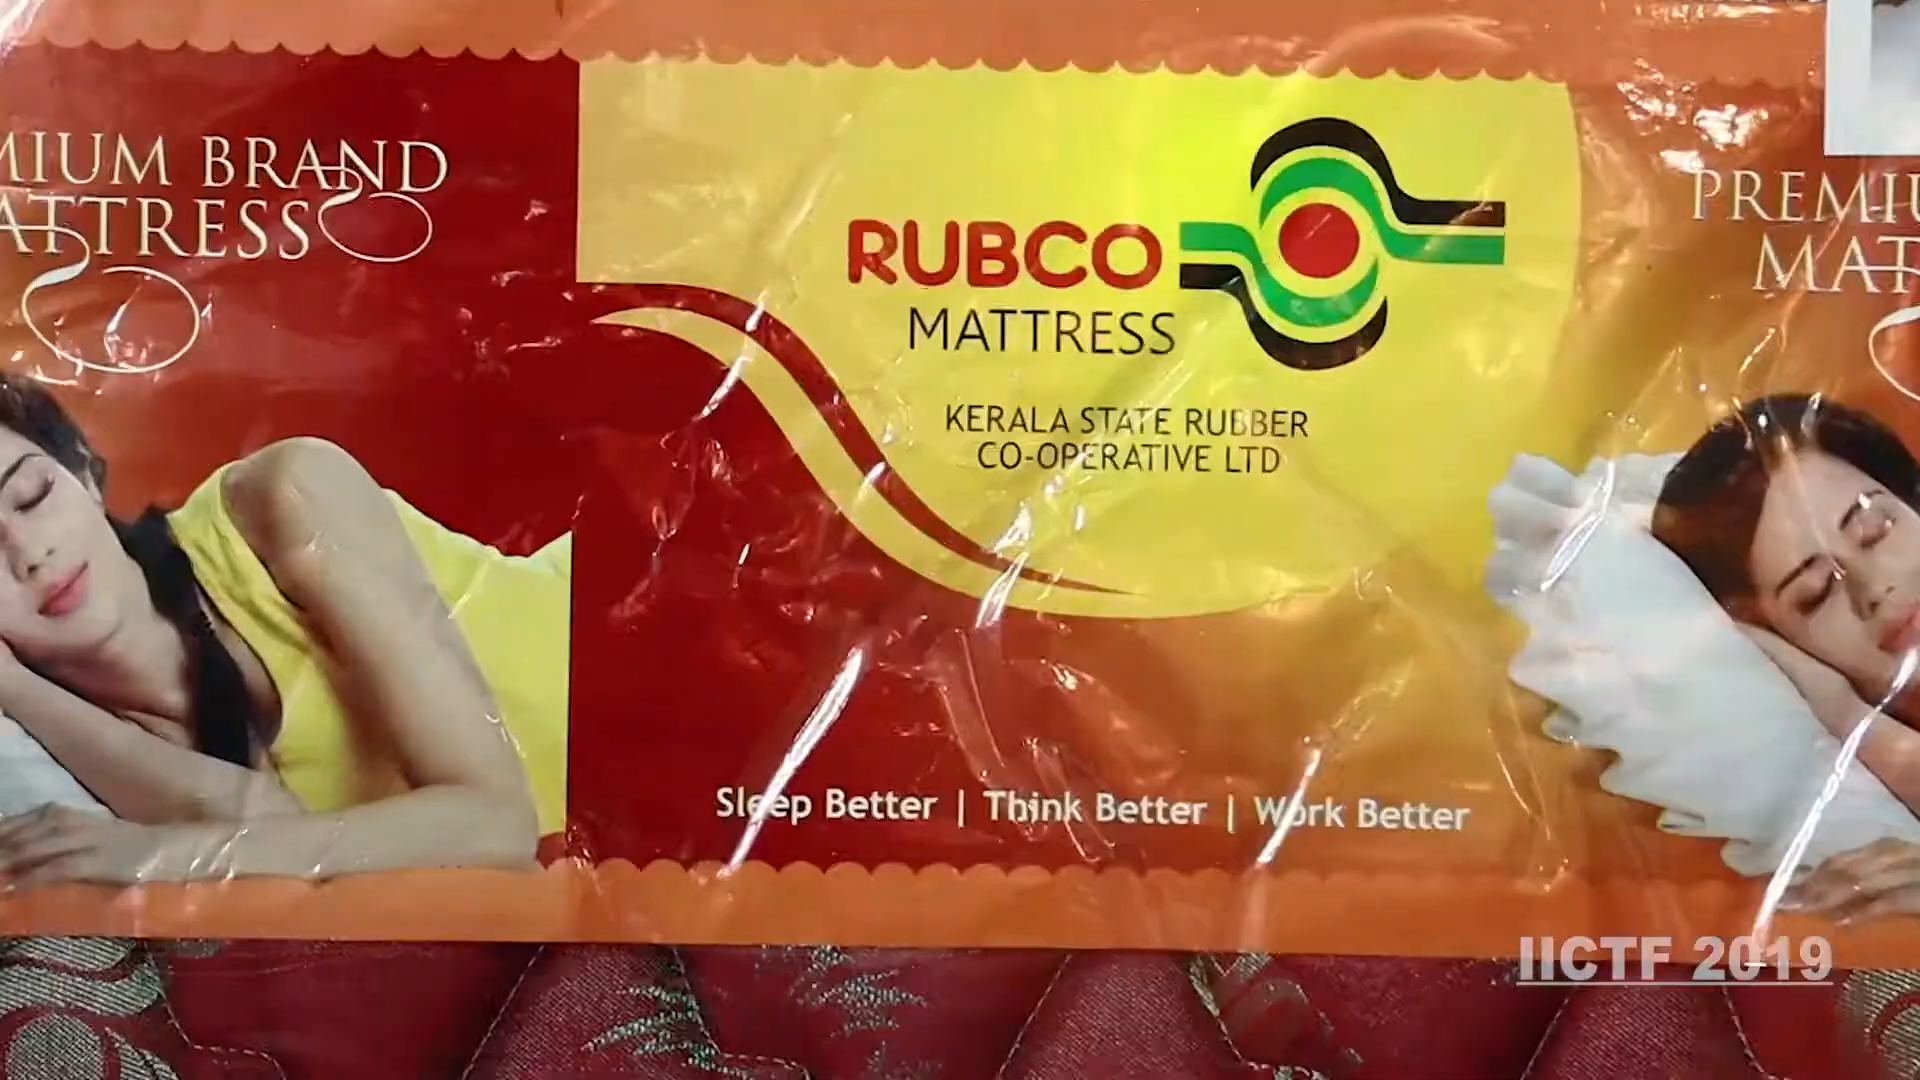 MIUM BRAND
ATTRESS
RUBCO
MATTRESS
KERALA STATE RUBBER
CO-OPERATIVE LTD
Sleep Better | Think Better | Work Better
PREMIU
MAT
IICTF 2019